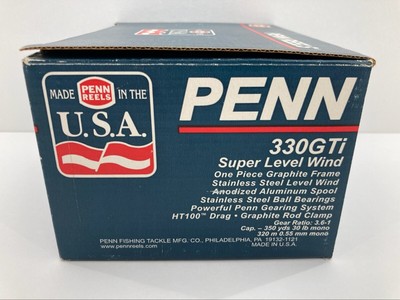 MADE PENN REELS IN THE
U.S.A.
PENN
330GTi
Super Level Wind
One Piece Graphite Frame
Stainless Steel Level Wind
Anodized Aluminum Spool
Stainless Steel Ball Bearings
Powerful Penn Gearing System
HT100™ Drag • Graphite Rod Clamp
Gear Ratio: 3.6-1
Cap. – 350 yds 30 lb mono
320 m 0.55 mm mono
PENN FISHING TACKLE MFG. CO., PHILADELPHIA, PA 19132-1121
www.pennreels.com MADE IN U.S.A.